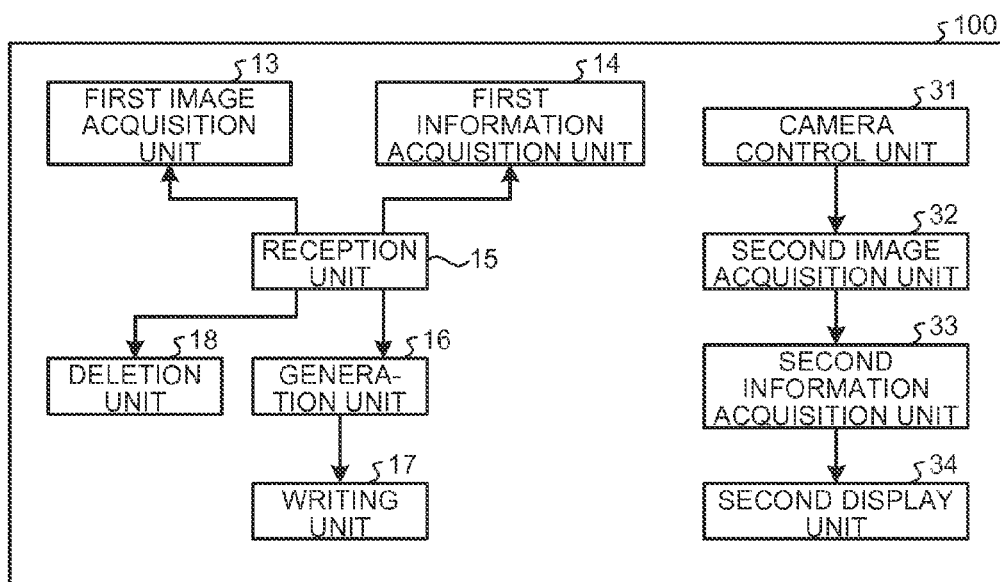 100
13
FIRST IMAGE
ACQUISITION
UNIT
14
FIRST
INFORMATION
ACQUISITION UNIT
31
CAMERA
CONTROL UNIT
RECEPTION
UNIT
15
32
SECOND IMAGE
ACQUISITION UNIT
18
DELETION
UNIT
16
GENERA-
TION UNIT
33
SECOND
INFORMATION
ACQUISITION UNIT
17
WRITING
UNIT
34
SECOND DISPLAY
UNIT